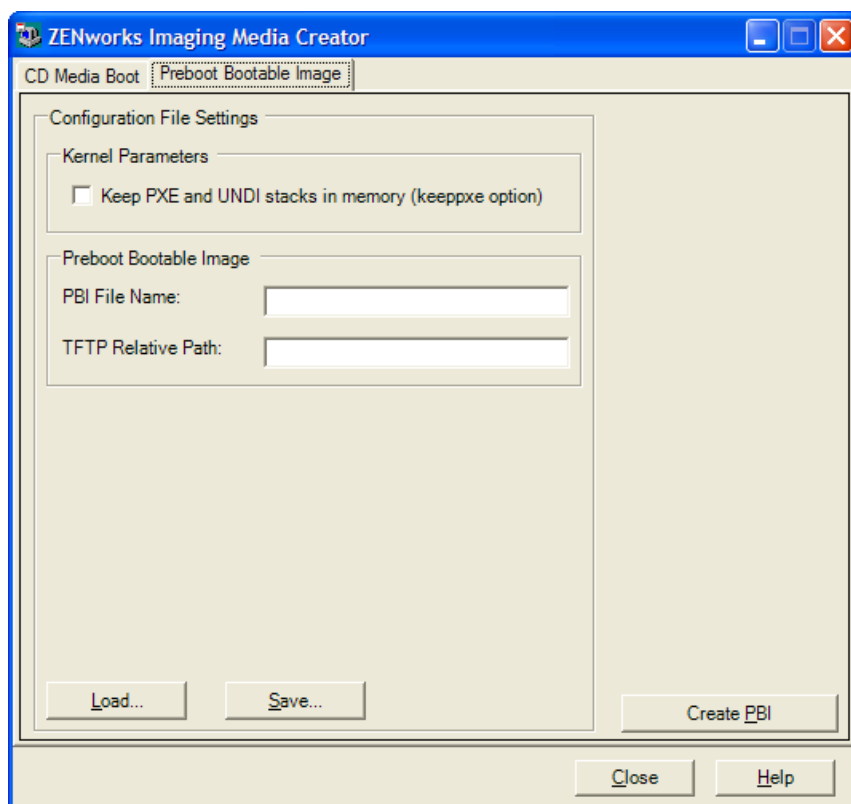 ZENworks Imaging Media Creator
CD Media Boot
Preboot Bootable Image
Configuration File Settings
Kernel Parameters
Keep PXE and UNDI stacks in memory (keeppxe option)
Preboot Bootable Image
PBI File Name:
TFTP Relative Path:
Load...
Save...
Create PBI
Close
Help